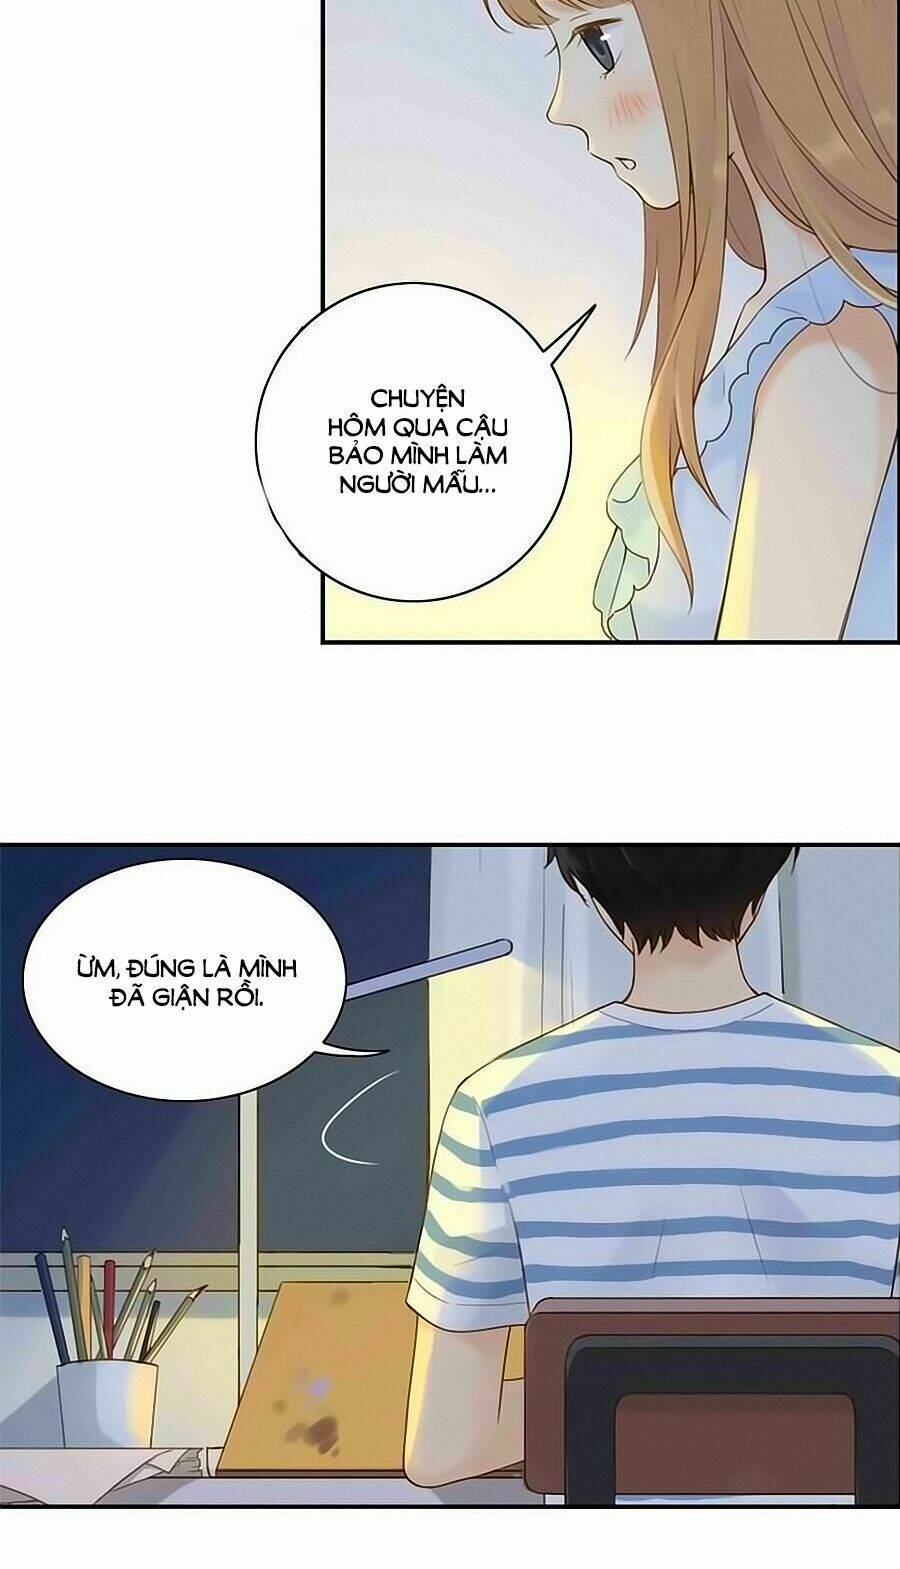 CHUYỆN
HÔM QUA CẬU
BẢO MÌNH LÀM
NGƯỜI MẪU...
ỪM, ĐÚNG LÀ MÌNH
ĐÃ GIẬN RỒI.